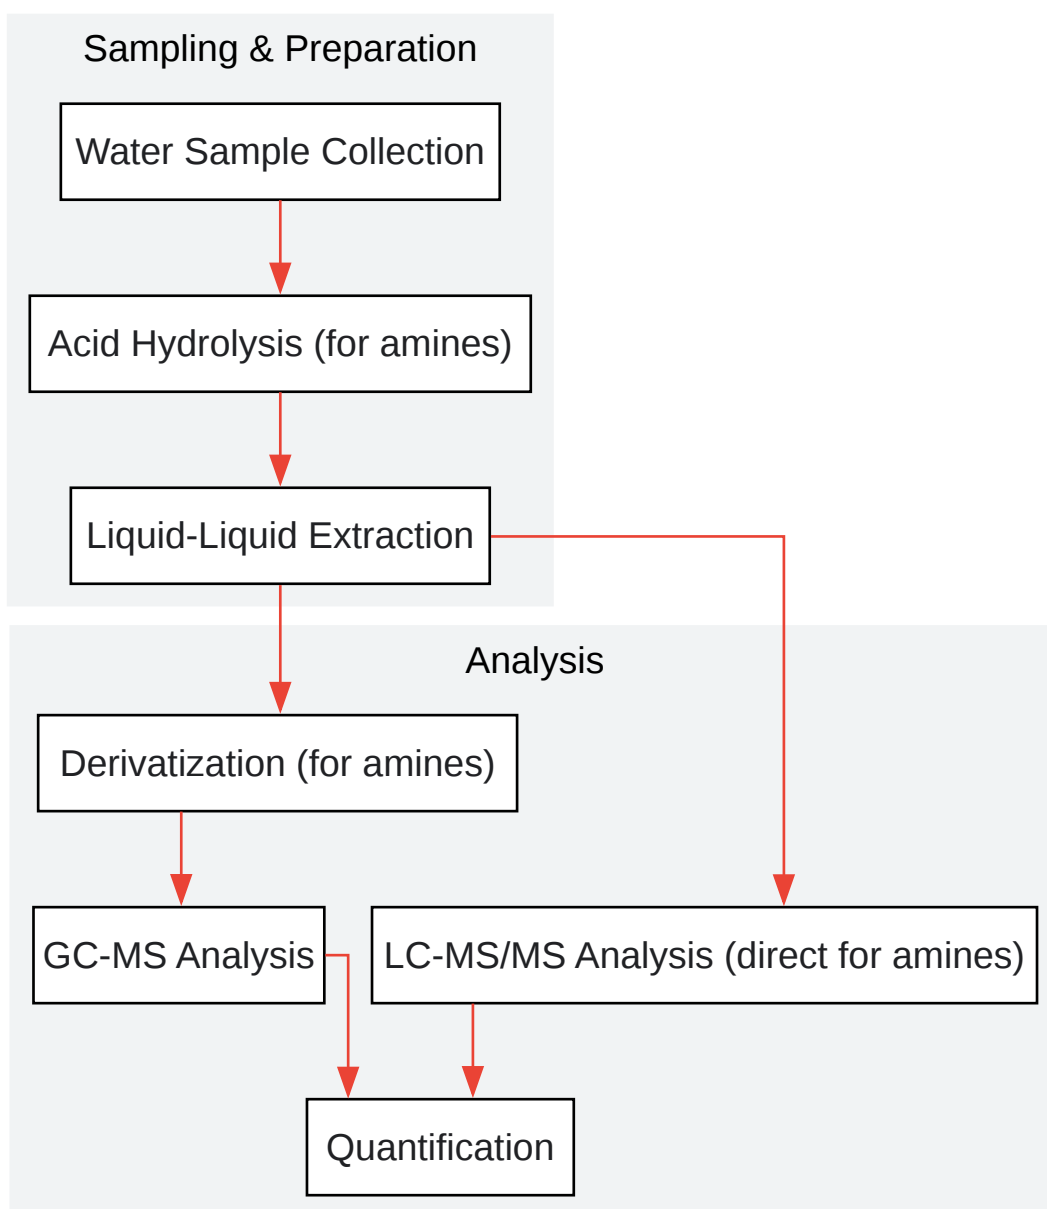 Sampling & Preparation
Water Sample Collection
Acid Hydrolysis (for amines)
Liquid-Liquid Extraction
Analysis
Derivatization (for amines)
GC-MS Analysis
LC-MS/MS Analysis (direct for amines)
Quantification